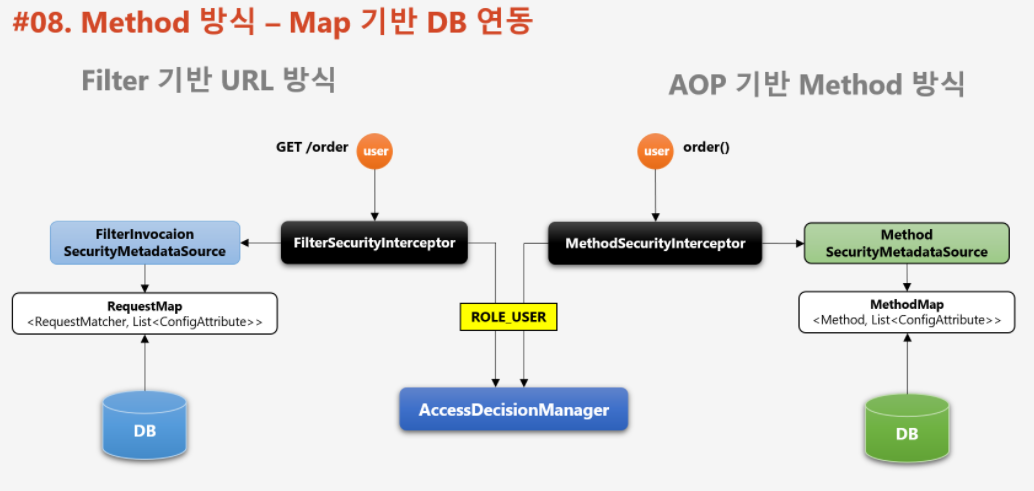 #08. Method 방식 – Map 기반 DB 연동
Filter 기반 URL 방식
AOP 기반 Method 방식
GET /order
user
user
order()
FilterInvocaion
SecurityMetadataSource
FilterSecurityInterceptor
MethodSecurityInterceptor
Method
SecurityMetadataSource
RequestMap
<RequestMatcher, List<ConfigAttribute>>
ROLE_USER
MethodMap
<Method, List<ConfigAttribute>>
AccessDecisionManager
DB
DB